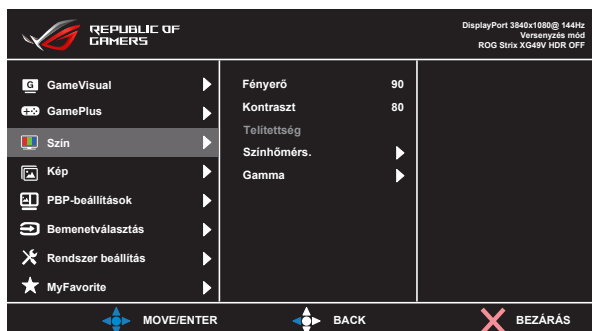 REPUBLIC OF
GAMERS
DisplayPort 3840x1080@ 144Hz
Versenyzés mód
ROG Strix XG49V HDR OFF
G GameVisual
GamePlus
Szín
Kép
PBP-beállítások
Bemenetválasztás
Rendszer beállítás
MyFavorite
Fényerő 90
Kontraszt 80
Telítettség
Színhőmérs.
Gamma
MOVE/ENTER
BACK
BEZÁRÁS